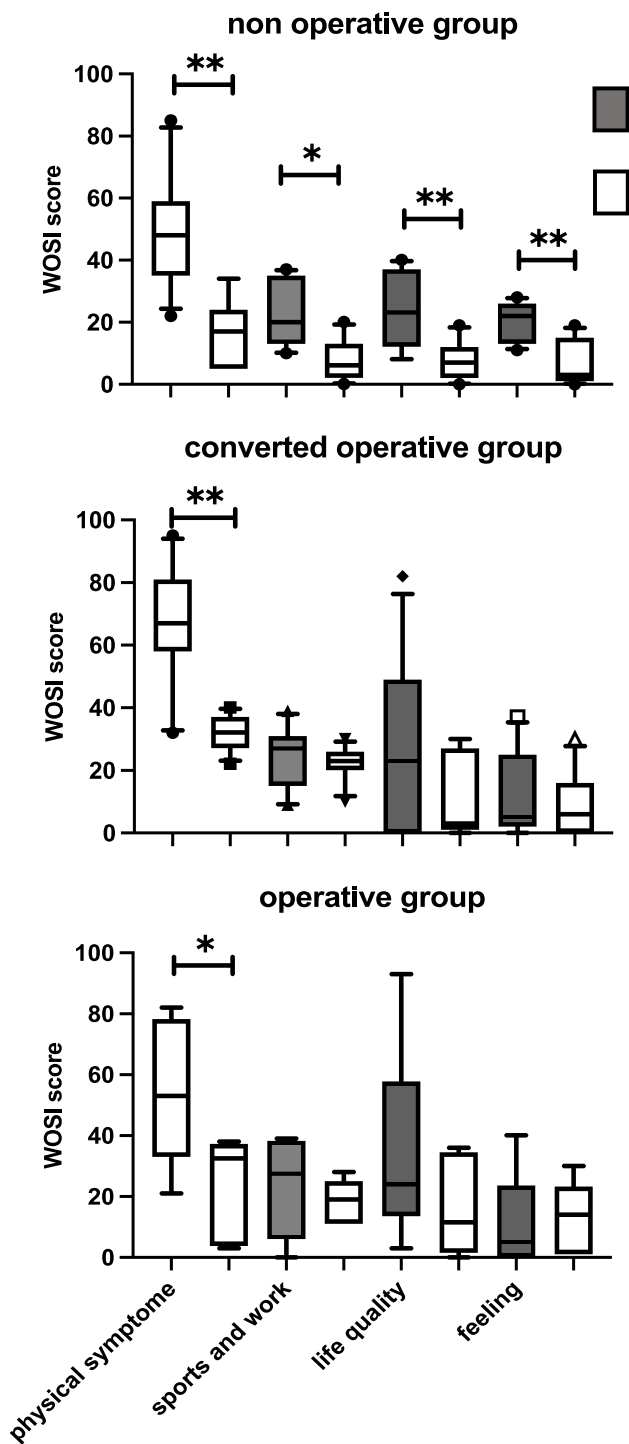 non operative group
**
100
80
60
40
20
0
WOSI score
*
**
**
converted operative group
**
100
80
60
40
20
0
WOSI score
operative group
*
100
80
60
40
20
0
WOSI score
physical symptome
sports and work
life quality
feeling